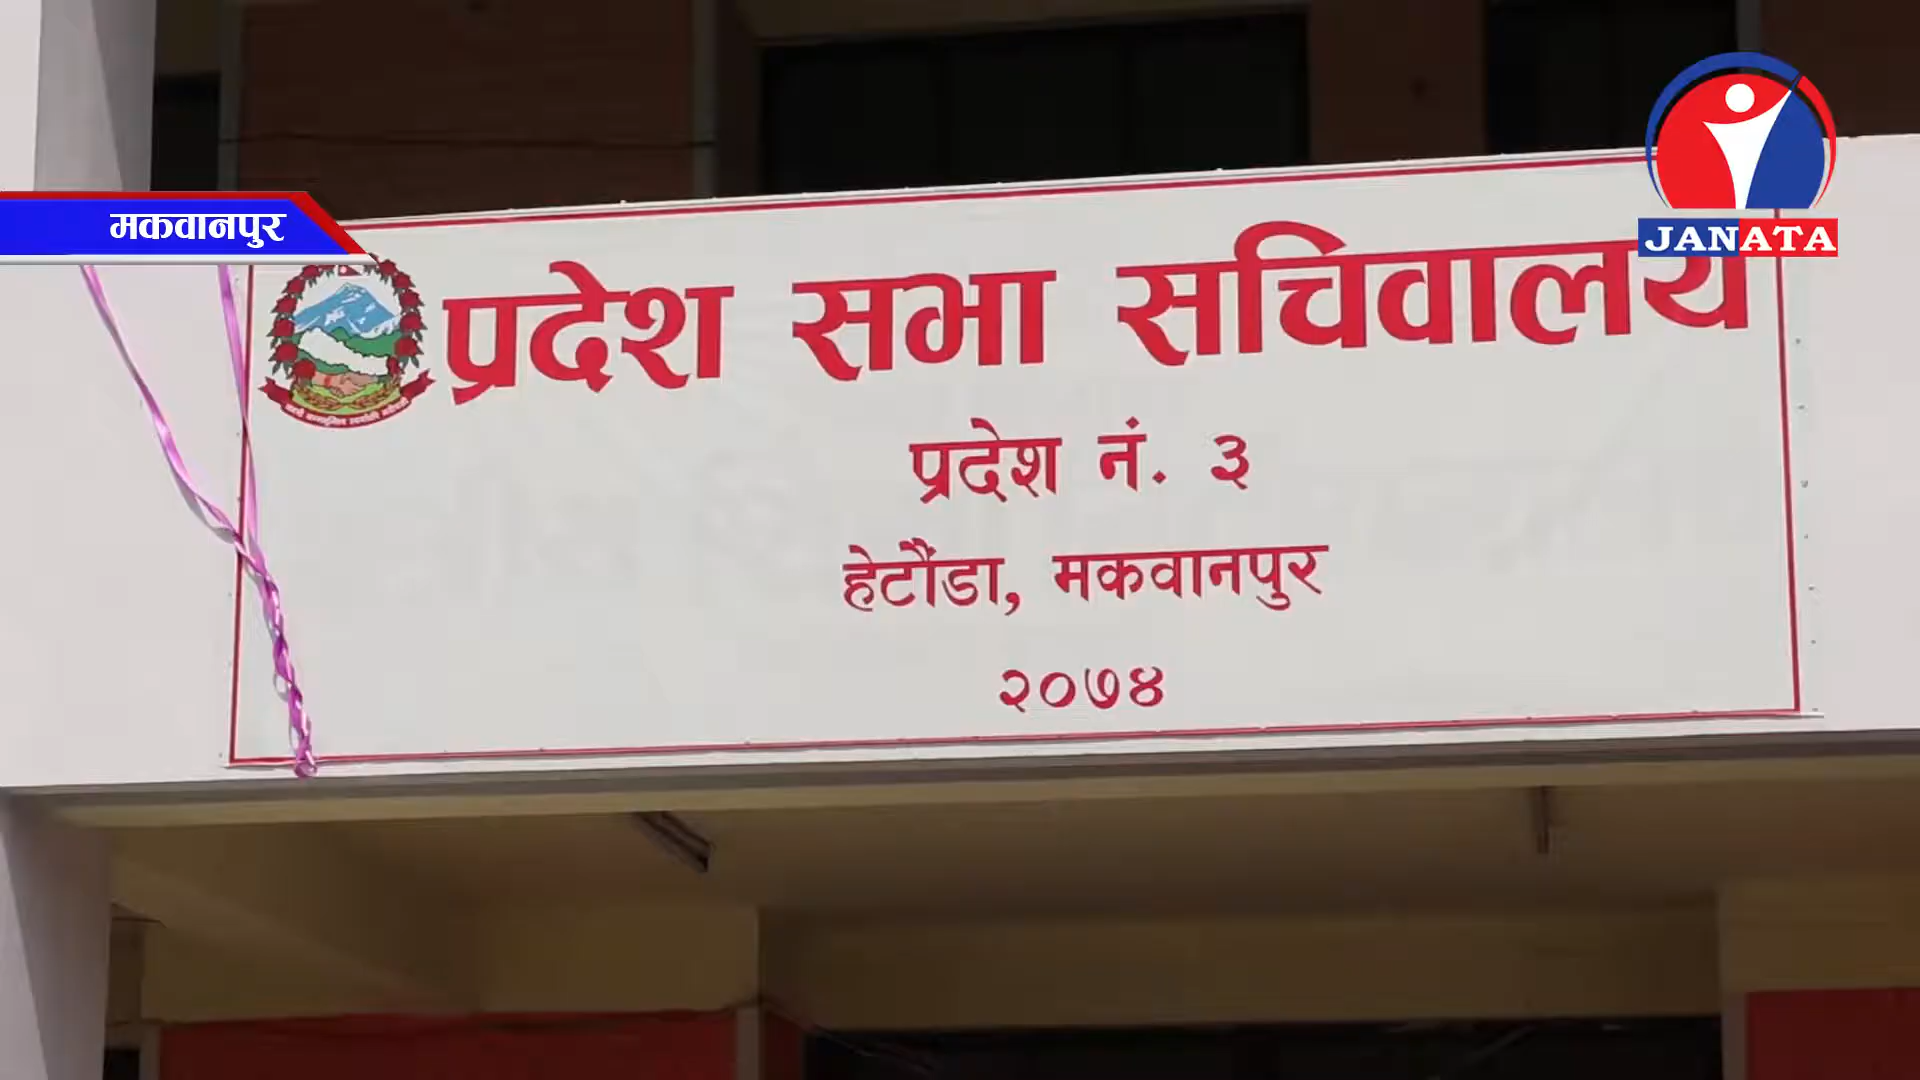 मकवानपुर
JANATA
प्रदेश सभा सचिवालय
प्रदेश नं. ३
हेटौंडा, मकवानपुर
२०७४